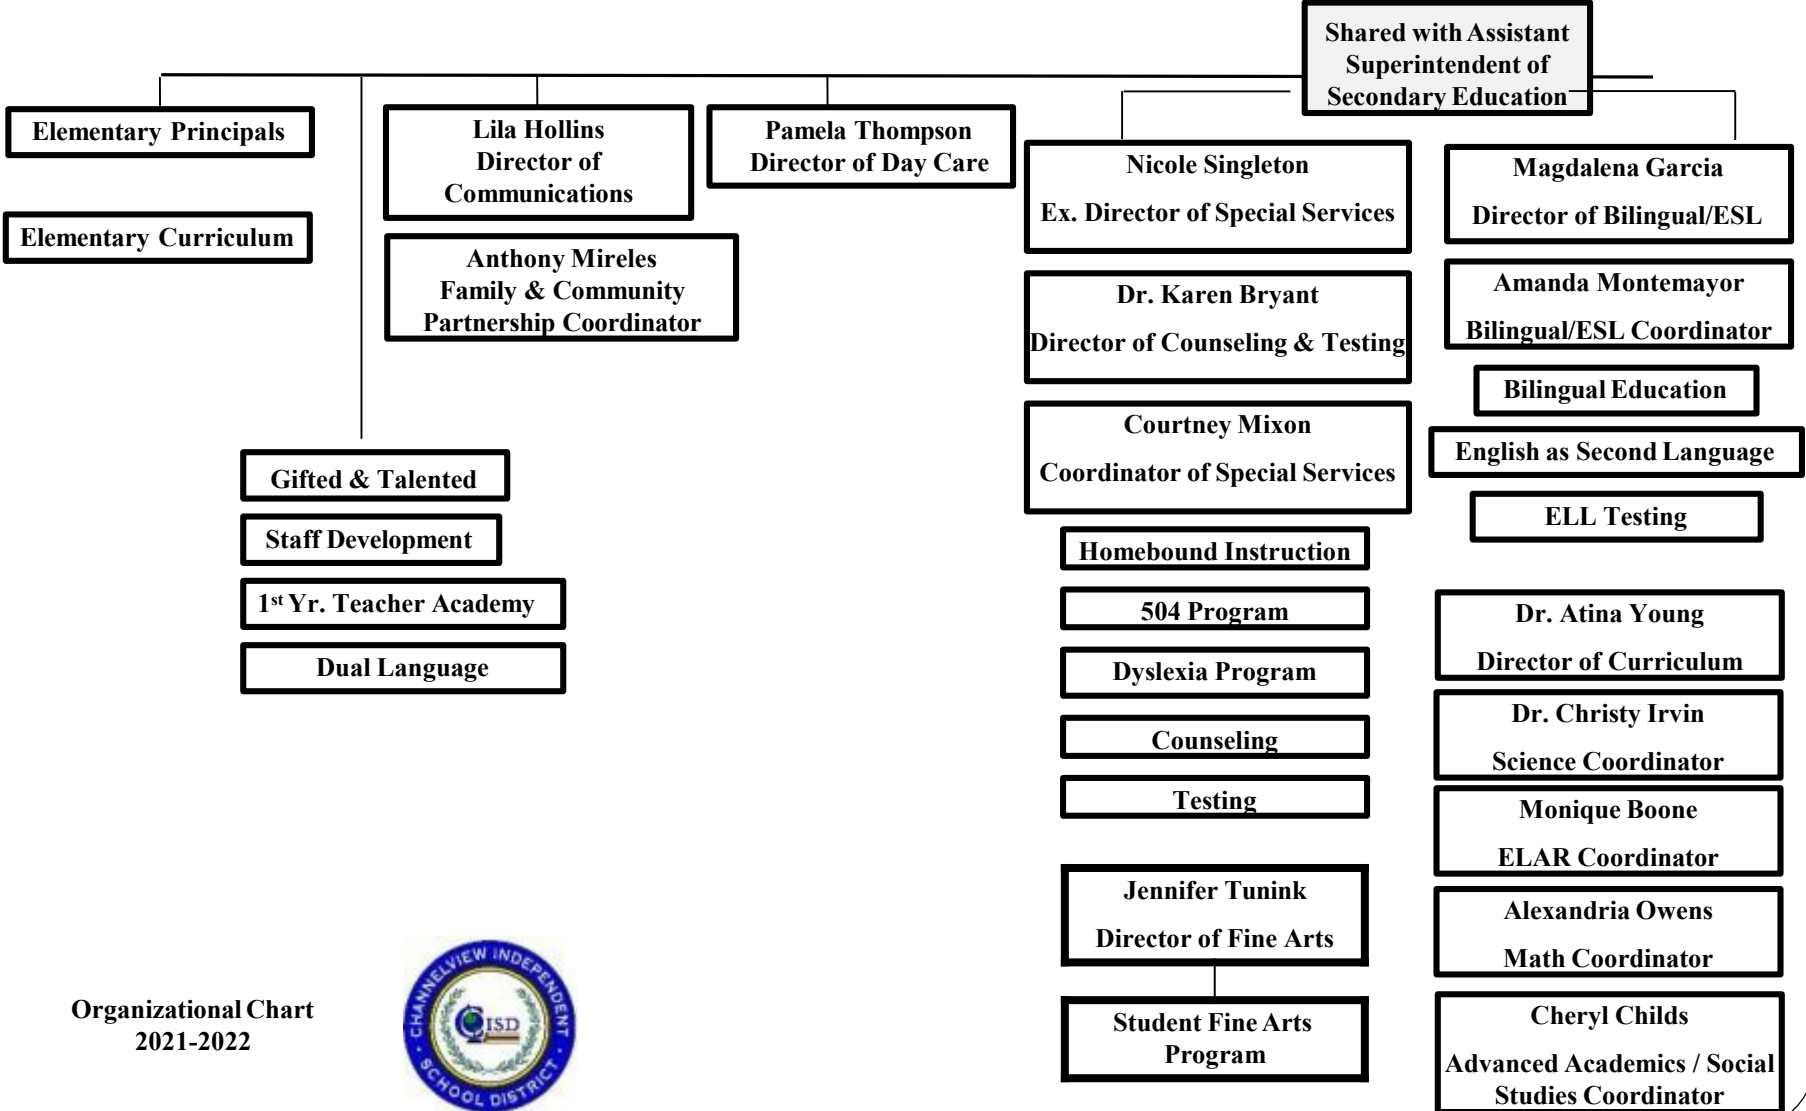 Shared with Assistant
Superintendent of
Secondary Education
Elementary Principals
Elementary Curriculum
Lila Hollins
Director of
Communications
Anthony Mireles
Family & Community
Partnership Coordinator
Pamela Thompson
Director of Day Care
Gifted & Talented
Staff Development
1st Yr. Teacher Academy
Dual Language
Nicole Singleton
Ex. Director of Special Services
Dr. Karen Bryant
Director of Counseling & Testing
Courtney Mixon
Coordinator of Special Services
Homebound Instruction
504 Program
Dyslexia Program
Counseling
Testing
Jennifer Tunink
Director of Fine Arts
Student Fine Arts
Program
Magdalena Garcia
Director of Bilingual/ESL
Amanda Montemayor
Bilingual/ESL Coordinator
Bilingual Education
English as Second Language
ELL Testing
Dr. Atina Young
Director of Curriculum
Dr. Christy Irvin
Science Coordinator
Monique Boone
ELAR Coordinator
Alexandria Owens
Math Coordinator
Cheryl Childs
Advanced Academics / Social
Studies Coordinator
Organizational Chart
2021-2022
CHANNELVIEW INDEPENDENT
CISD
SCHOOL DISTRICT